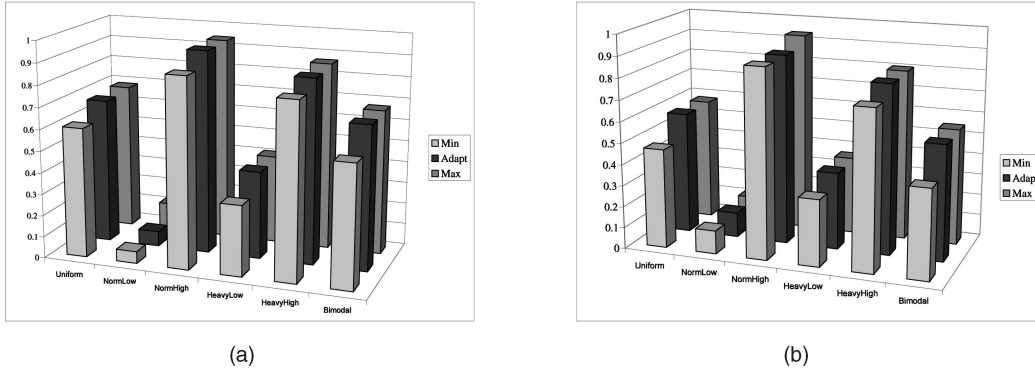 1
0.9
0.8
0.7
0.6
0.5
0.4
0.3
0.2
0.1
0
Uniform
NormLow
NormHigh
HeavyLow
HeavyHigh
Bimodal
Min
Adapt
Max
(a)
1
0.9
0.8
0.7
0.6
0.5
0.4
0.3
0.2
0.1
0
Uniform
NormLow
NormHigh
HeavyLow
HeavyHigh
Bimodal
Min
Adap
Max
(b)